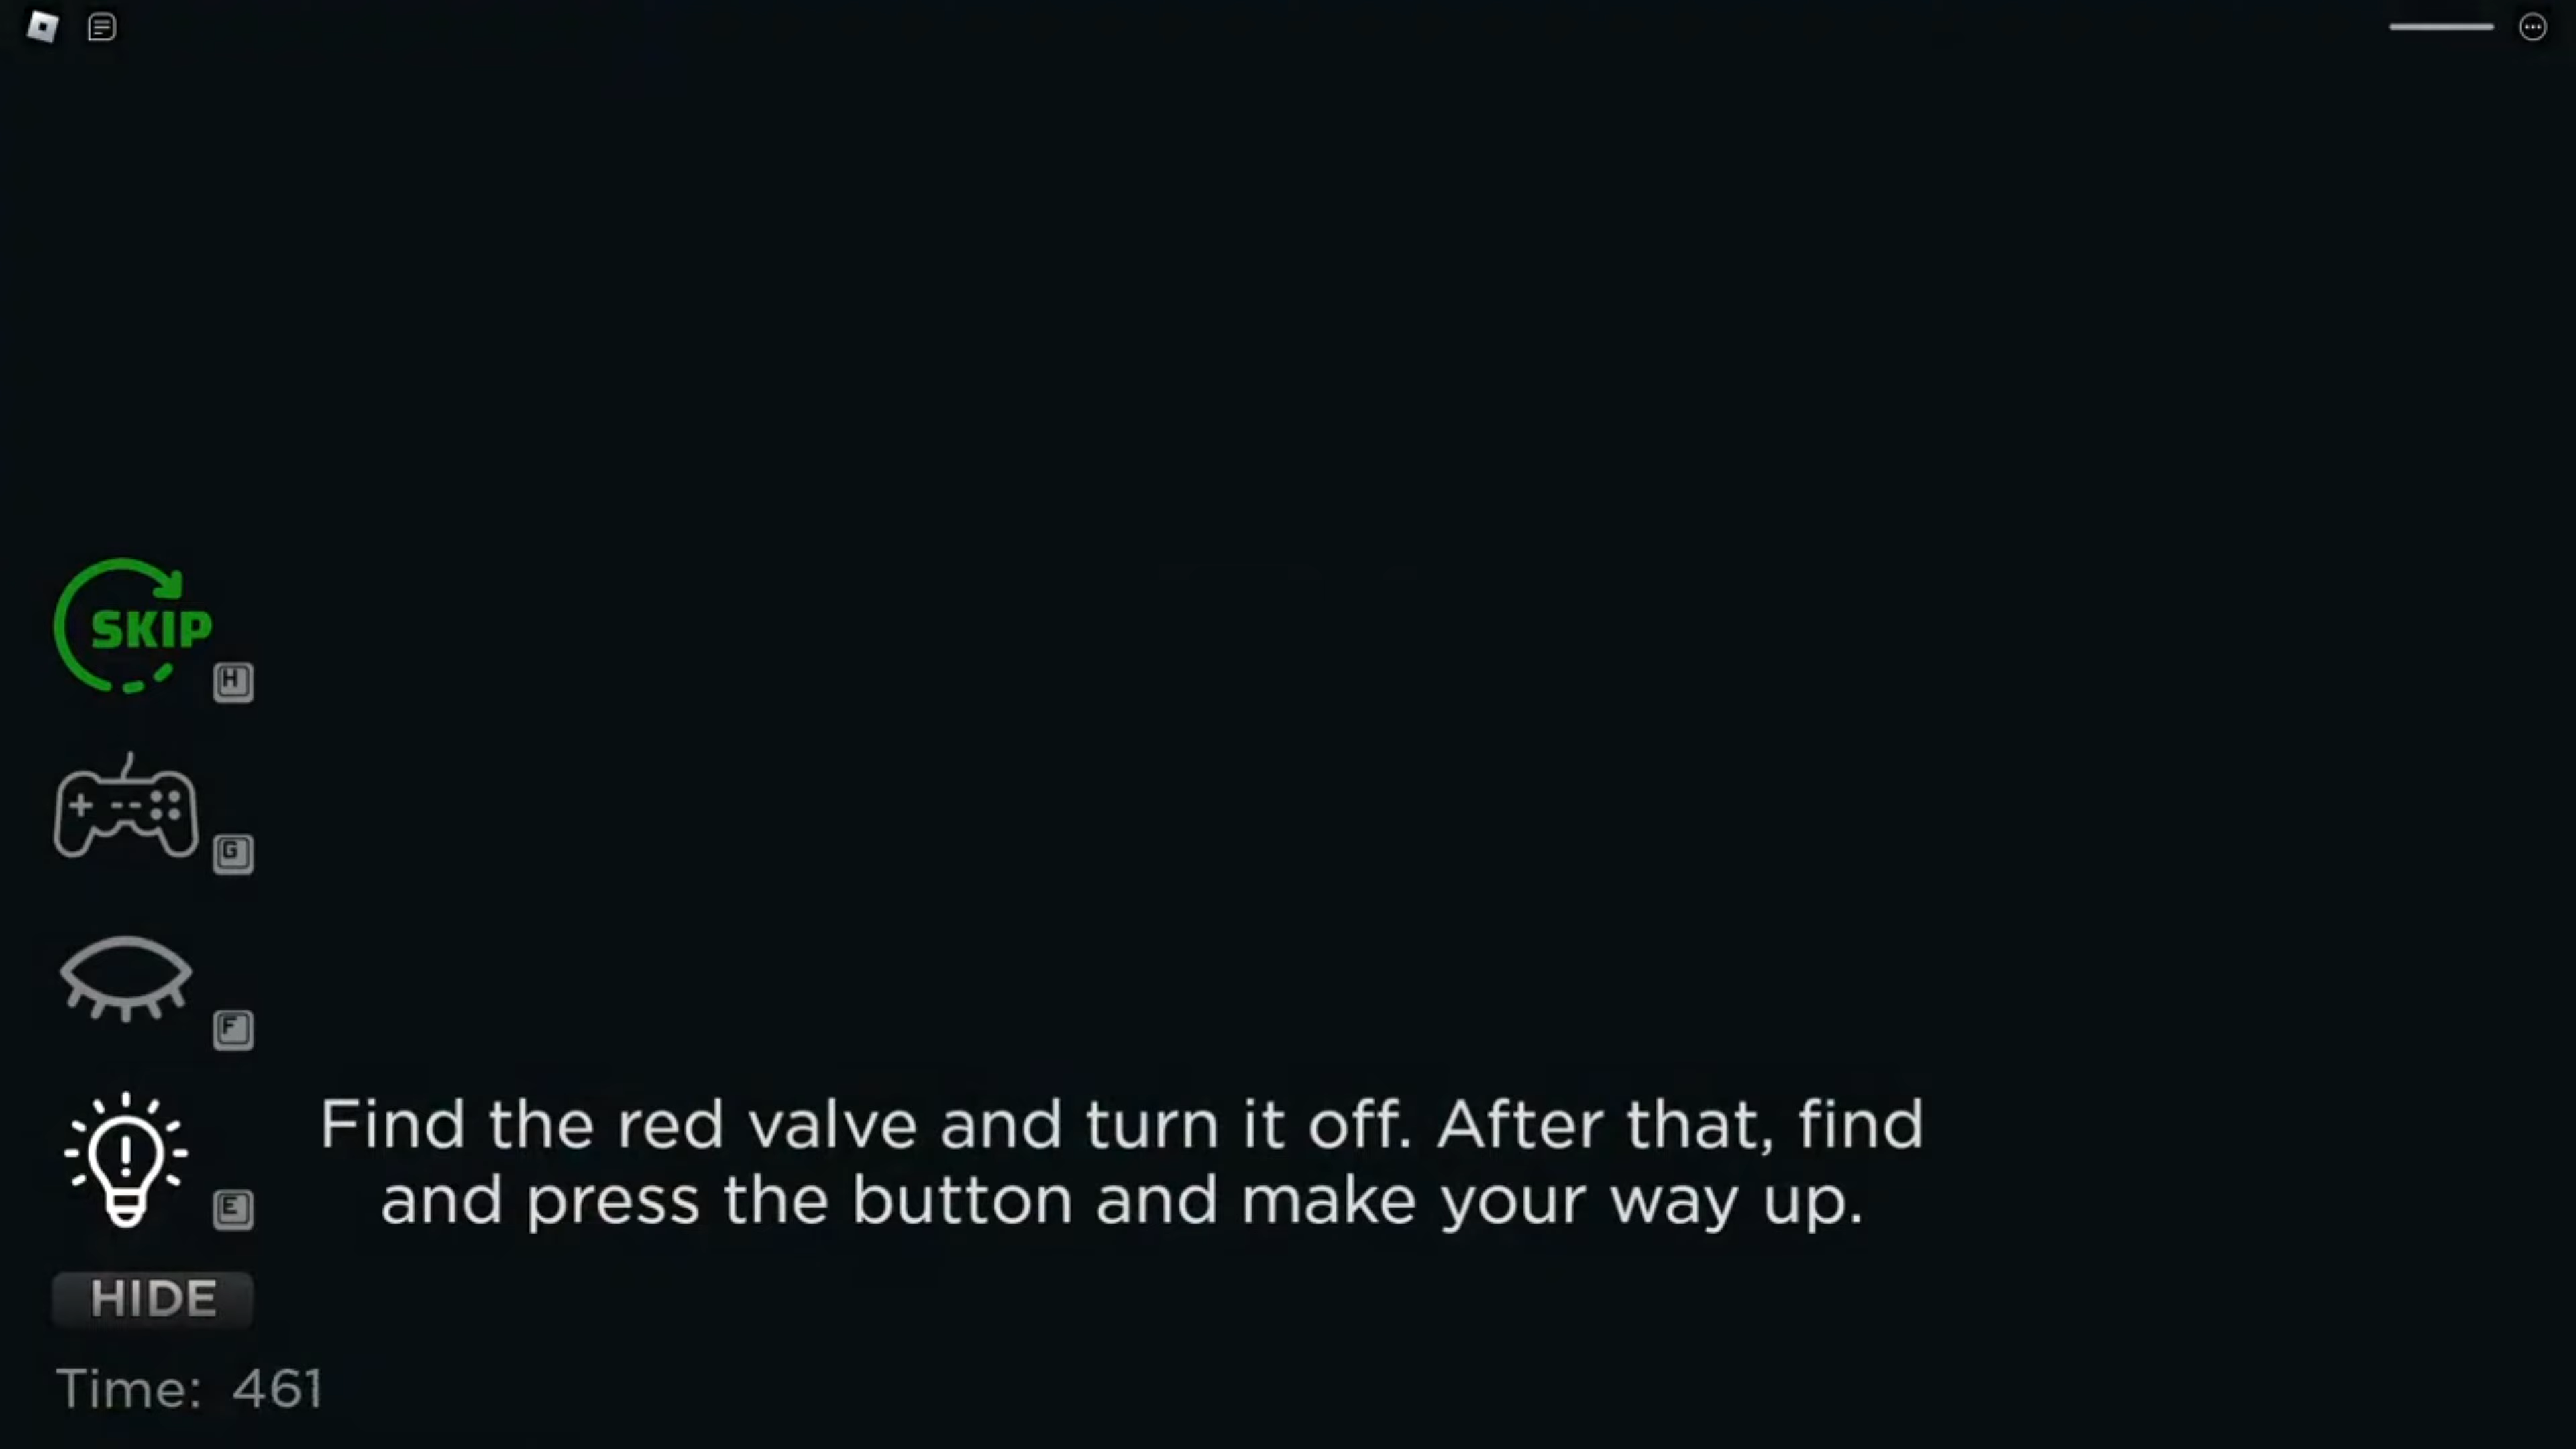 SKIP
H
G
F
Find the red valve and turn it off. After that, find
and press the button and make your way up.
E
HIDE
Time: 461